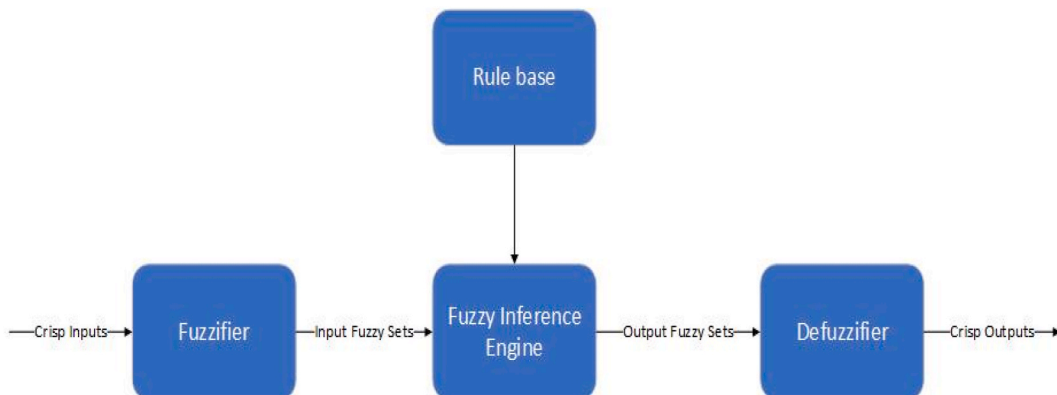 Rule base
Crisp Inputs
Fuzzifier
Input Fuzzy Sets
Fuzzy Inference
Engine
Output Fuzzy Sets
Defuzzifier
Crisp Outputs